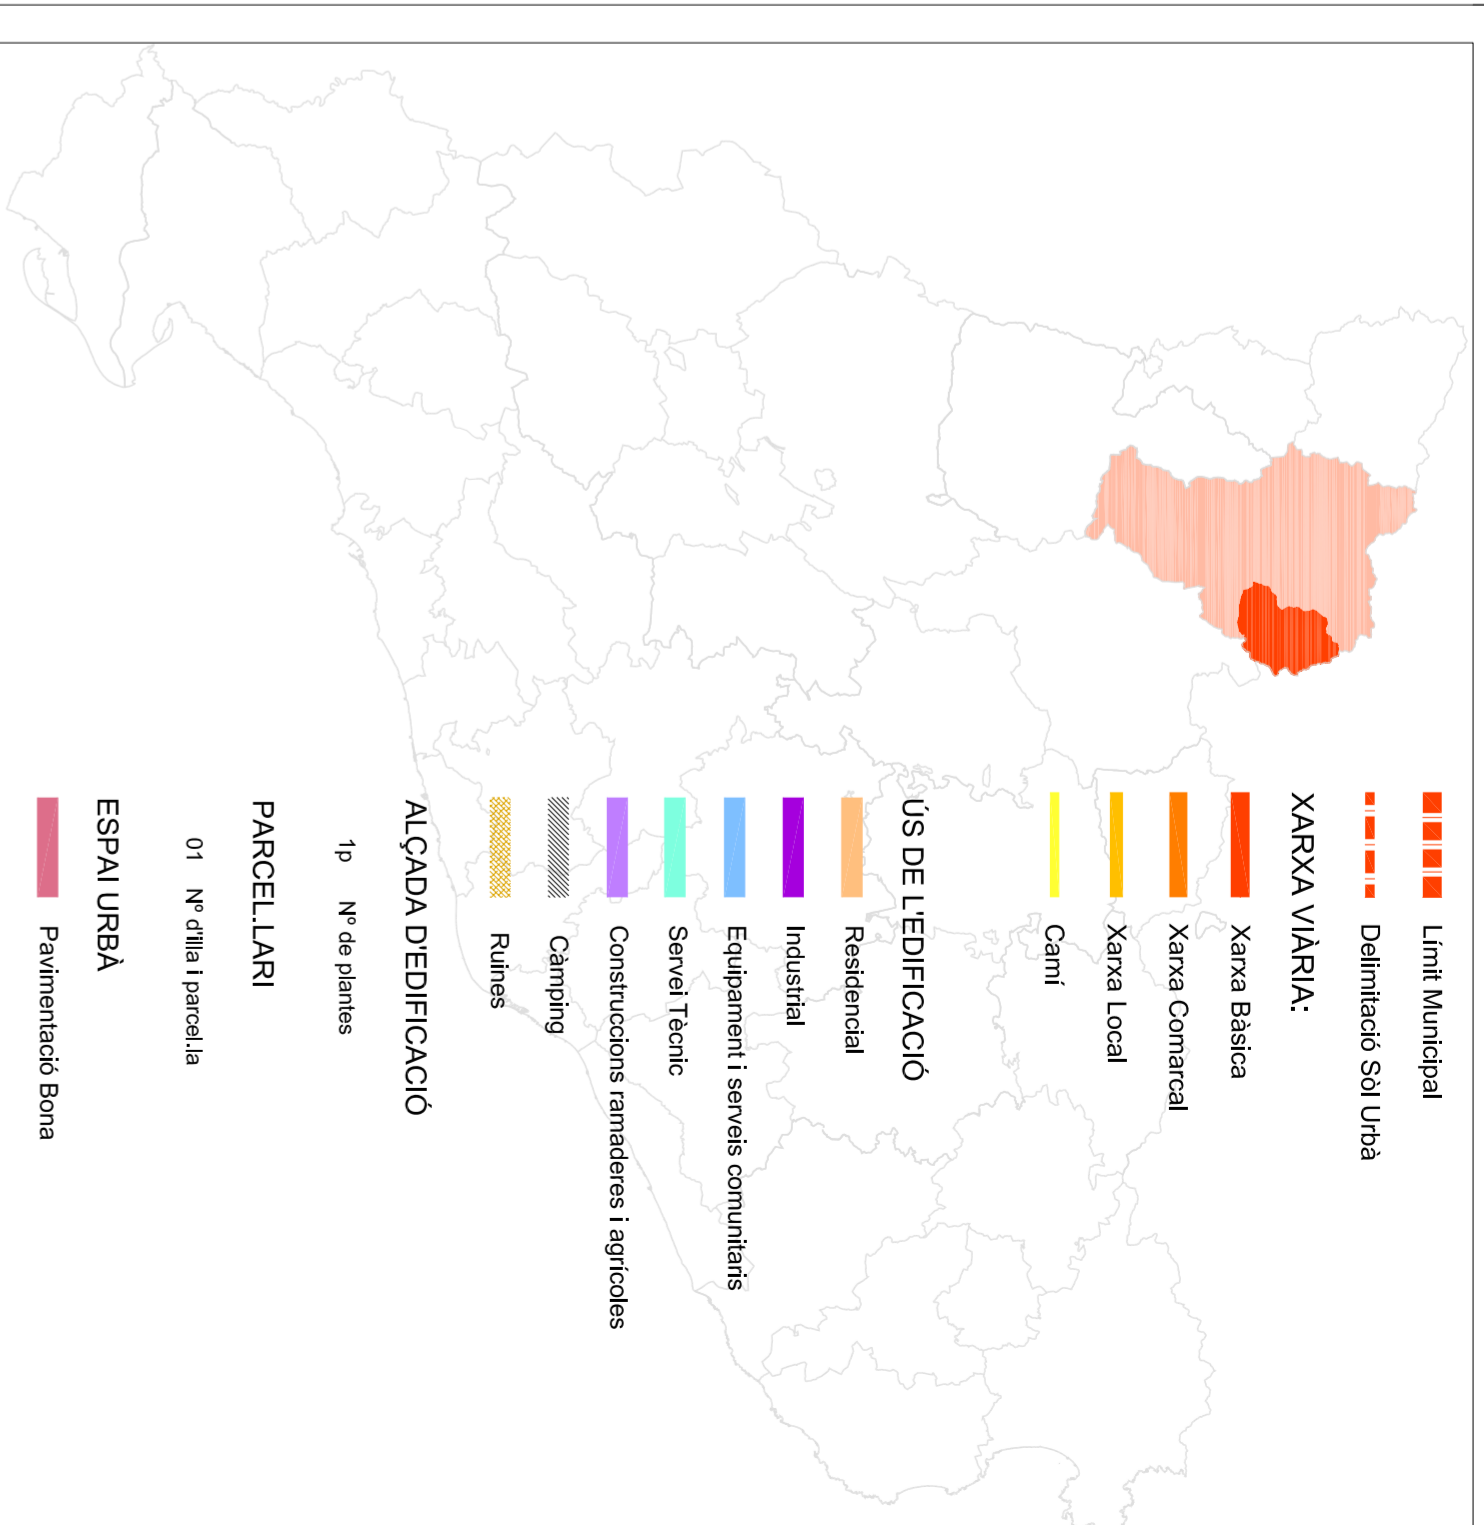 Límit Municipal
Delimitació Sòl Urbà
XARXA VIÀRIA:
Xarxa Bàsica
Xarxa Comarcal
Xarxa Local
Camí
ÚS DE L'EDIFICACIÓ
Residencial
Industrial
Equipament i serveis comunitaris
Servei Tècnic
Construccions ramaderes i agrícoles
Càmping
Ruines
ALÇADA D'EDIFICACIÓ
1p Nº de plantes
PARCEL.LARI
01 Nº d'illa i parcel.la
ESPAI URBÀ
Pavimentació Bona